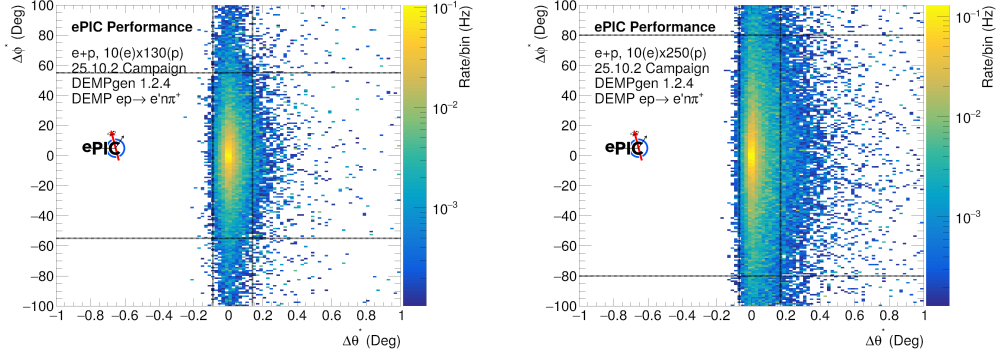 ePIC Performance
e+p, 10(e)x130(p)
25.10.2 Campaign
DEMPgen 1.2.4
DEMP ep→ e'nπ⁺
ePIC
Δφ* (Deg)
100
80
60
40
20
0
−20
−40
−60
−80
−100
−1 −0.8 −0.6 −0.4 −0.2 0 0.2 0.4 0.6 0.8 1
Δθ* (Deg)
10⁻¹
10⁻²
10⁻³
Rate/bin (Hz)
ePIC Performance
e+p, 10(e)x250(p)
25.10.2 Campaign
DEMPgen 1.2.4
DEMP ep→ e'nπ⁺
ePIC
Δφ* (Deg)
100
80
60
40
20
0
−20
−40
−60
−80
−100
−1 −0.8 −0.6 −0.4 −0.2 0 0.2 0.4 0.6 0.8 1
Δθ* (Deg)
10⁻¹
10⁻²
10⁻³
Rate/bin (Hz)